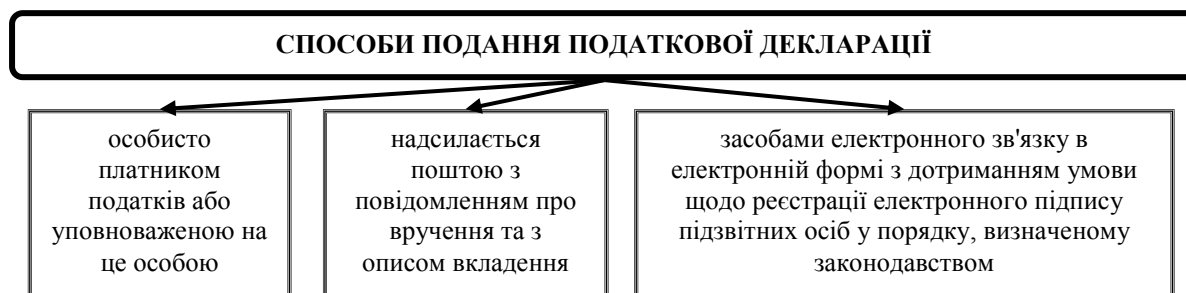 СПОСОБИ ПОДАННЯ ПОДАТКОВОЇ ДЕКЛАРАЦІЇ
особисто
платником
податків або
уповноваженою на
це особою
надсилається
поштою з
повідомленням про
вручення та з
описом вкладення
засобами електронного зв'язку в
електронній формі з дотриманням умови
щодо реєстрації електронного підпису
підзвітних осіб у порядку, визначеному
законодавством